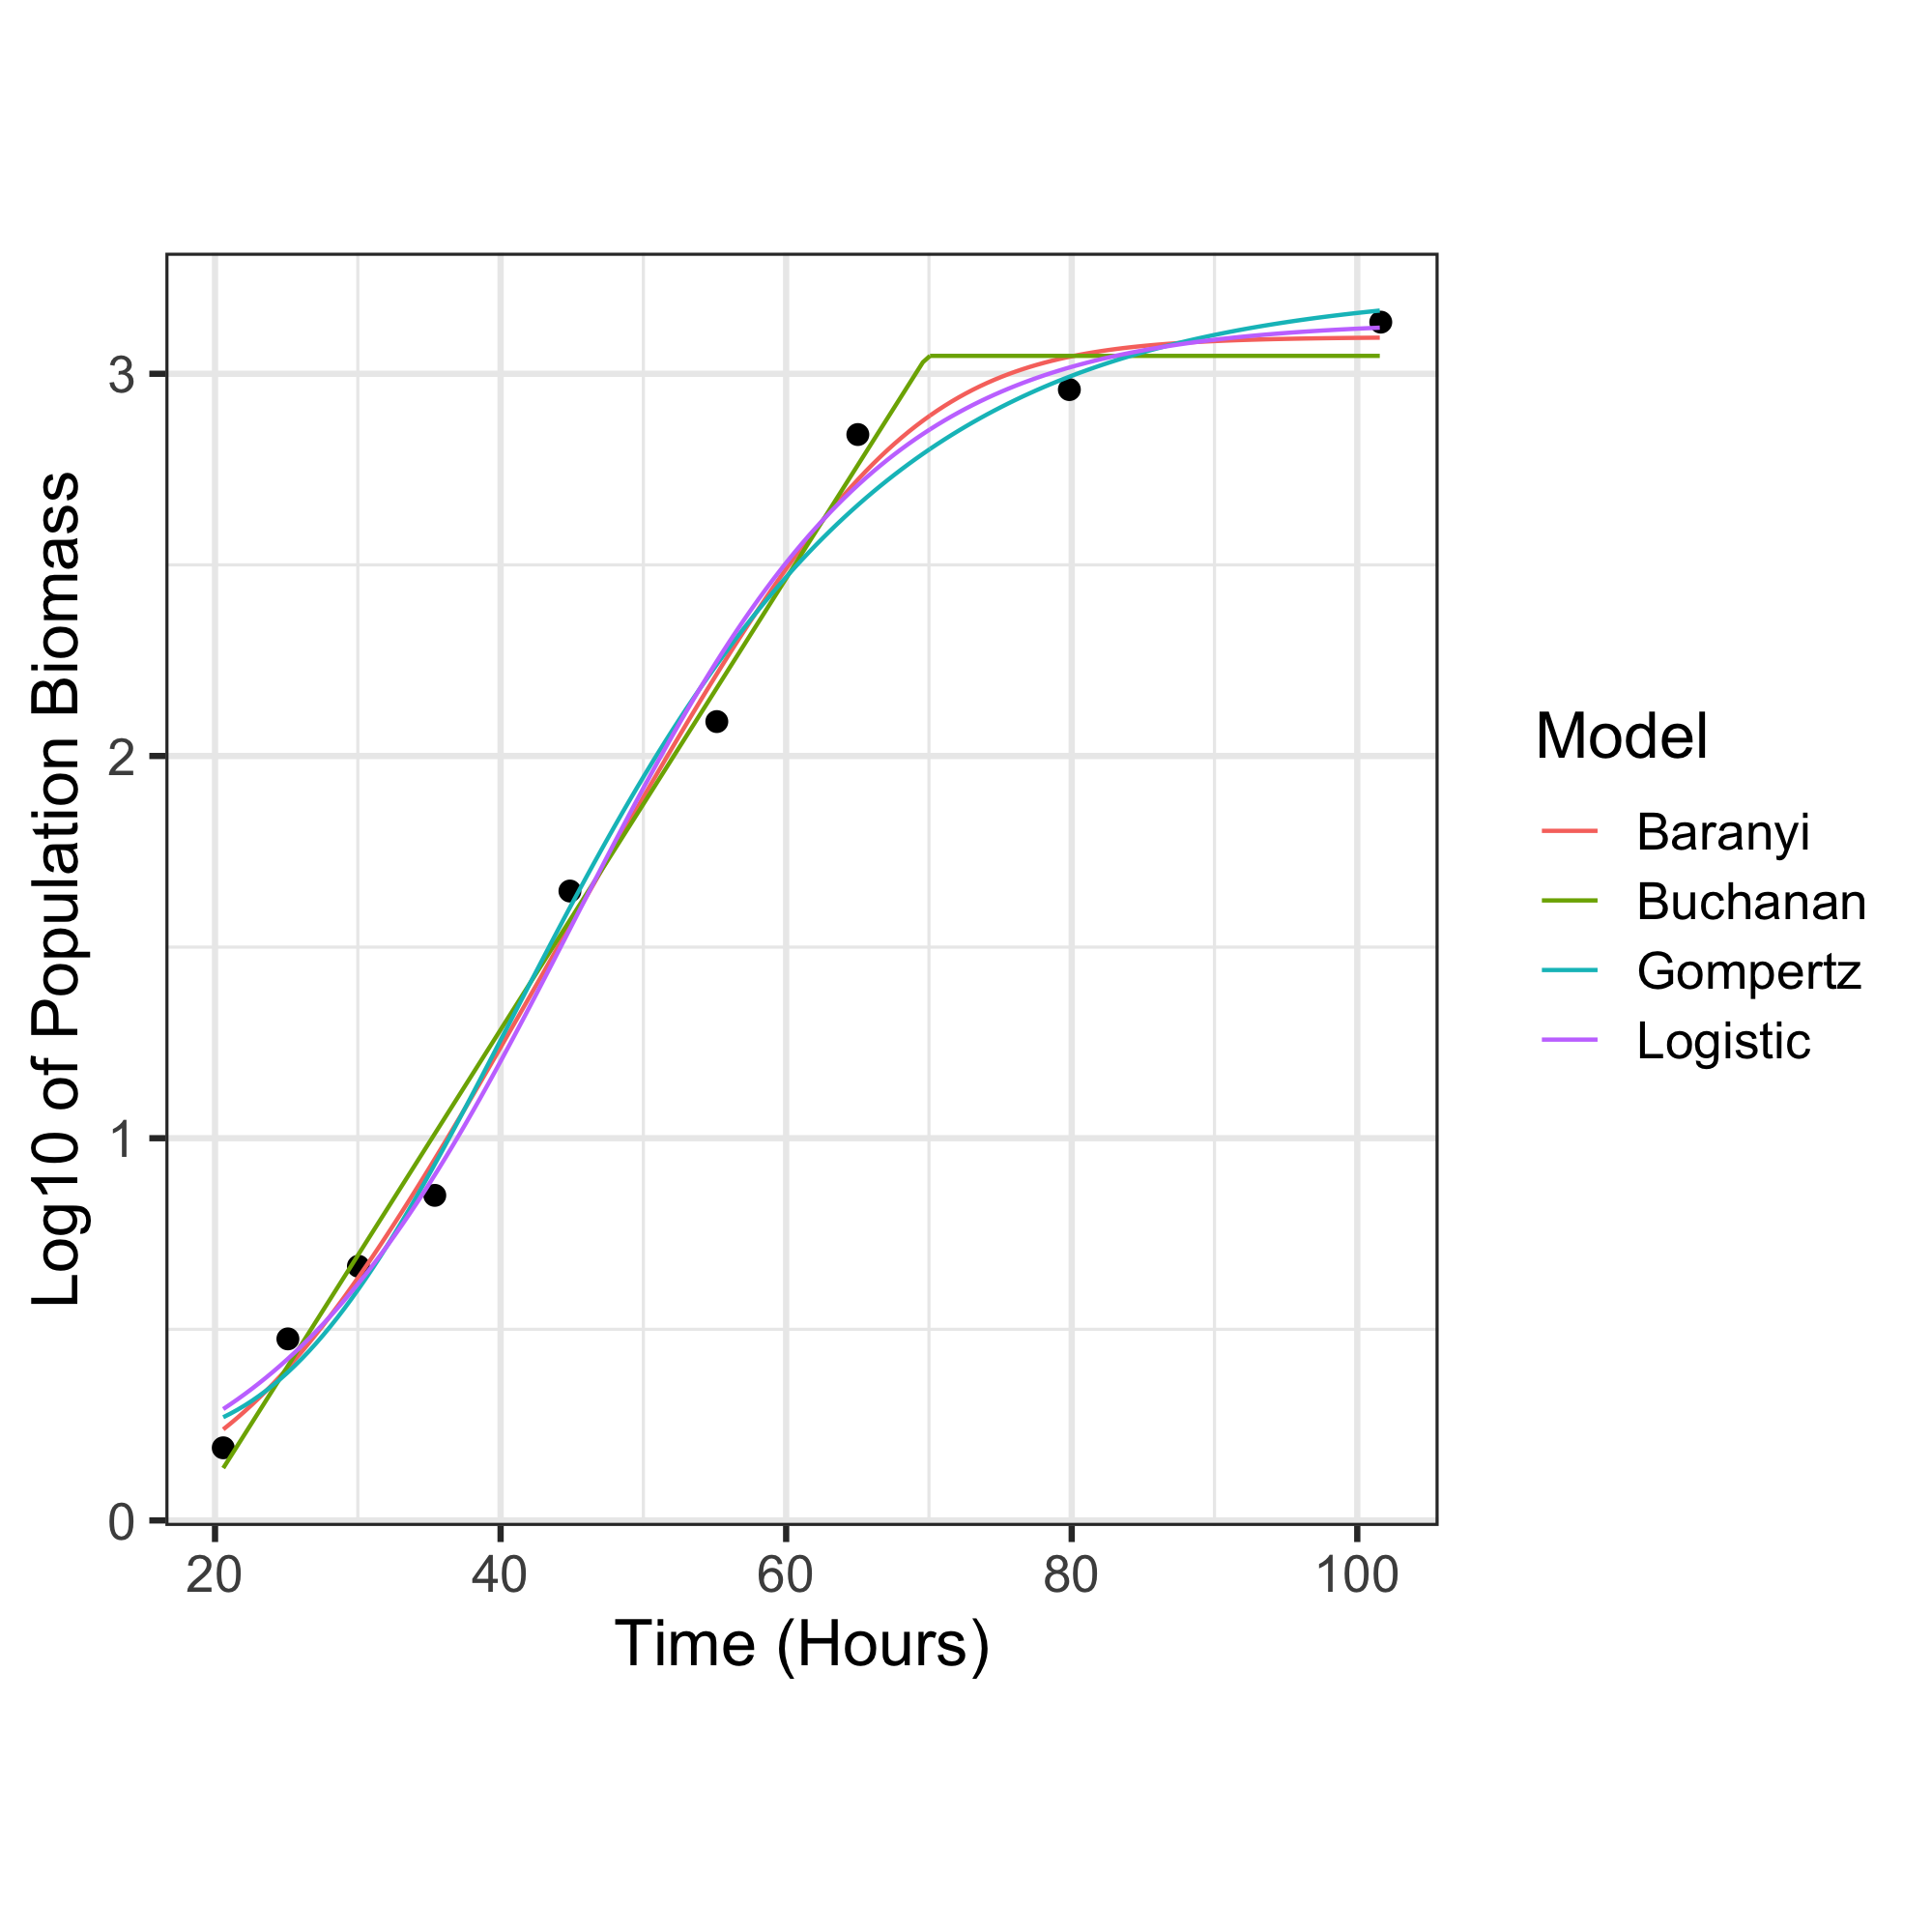 Log10 of Population Biomass
3
2
1
0
20 40 60 80 100
Time (Hours)
Model
Baranyi
Buchanan
Gompertz
Logistic